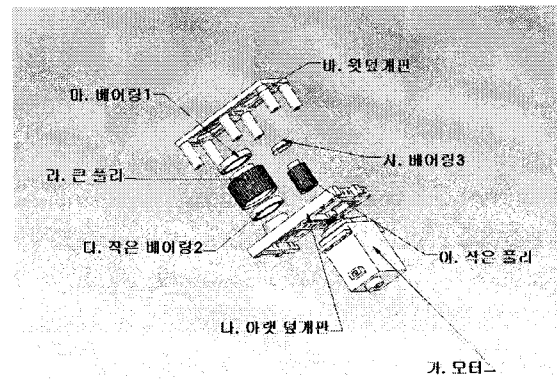 바. 윗덮개판
마. 베어링1
사. 베어링3
라. 큰 풀리
다. 작은 베어링2
아. 작은 풀리
나. 아랫 덮개판
가. 모터